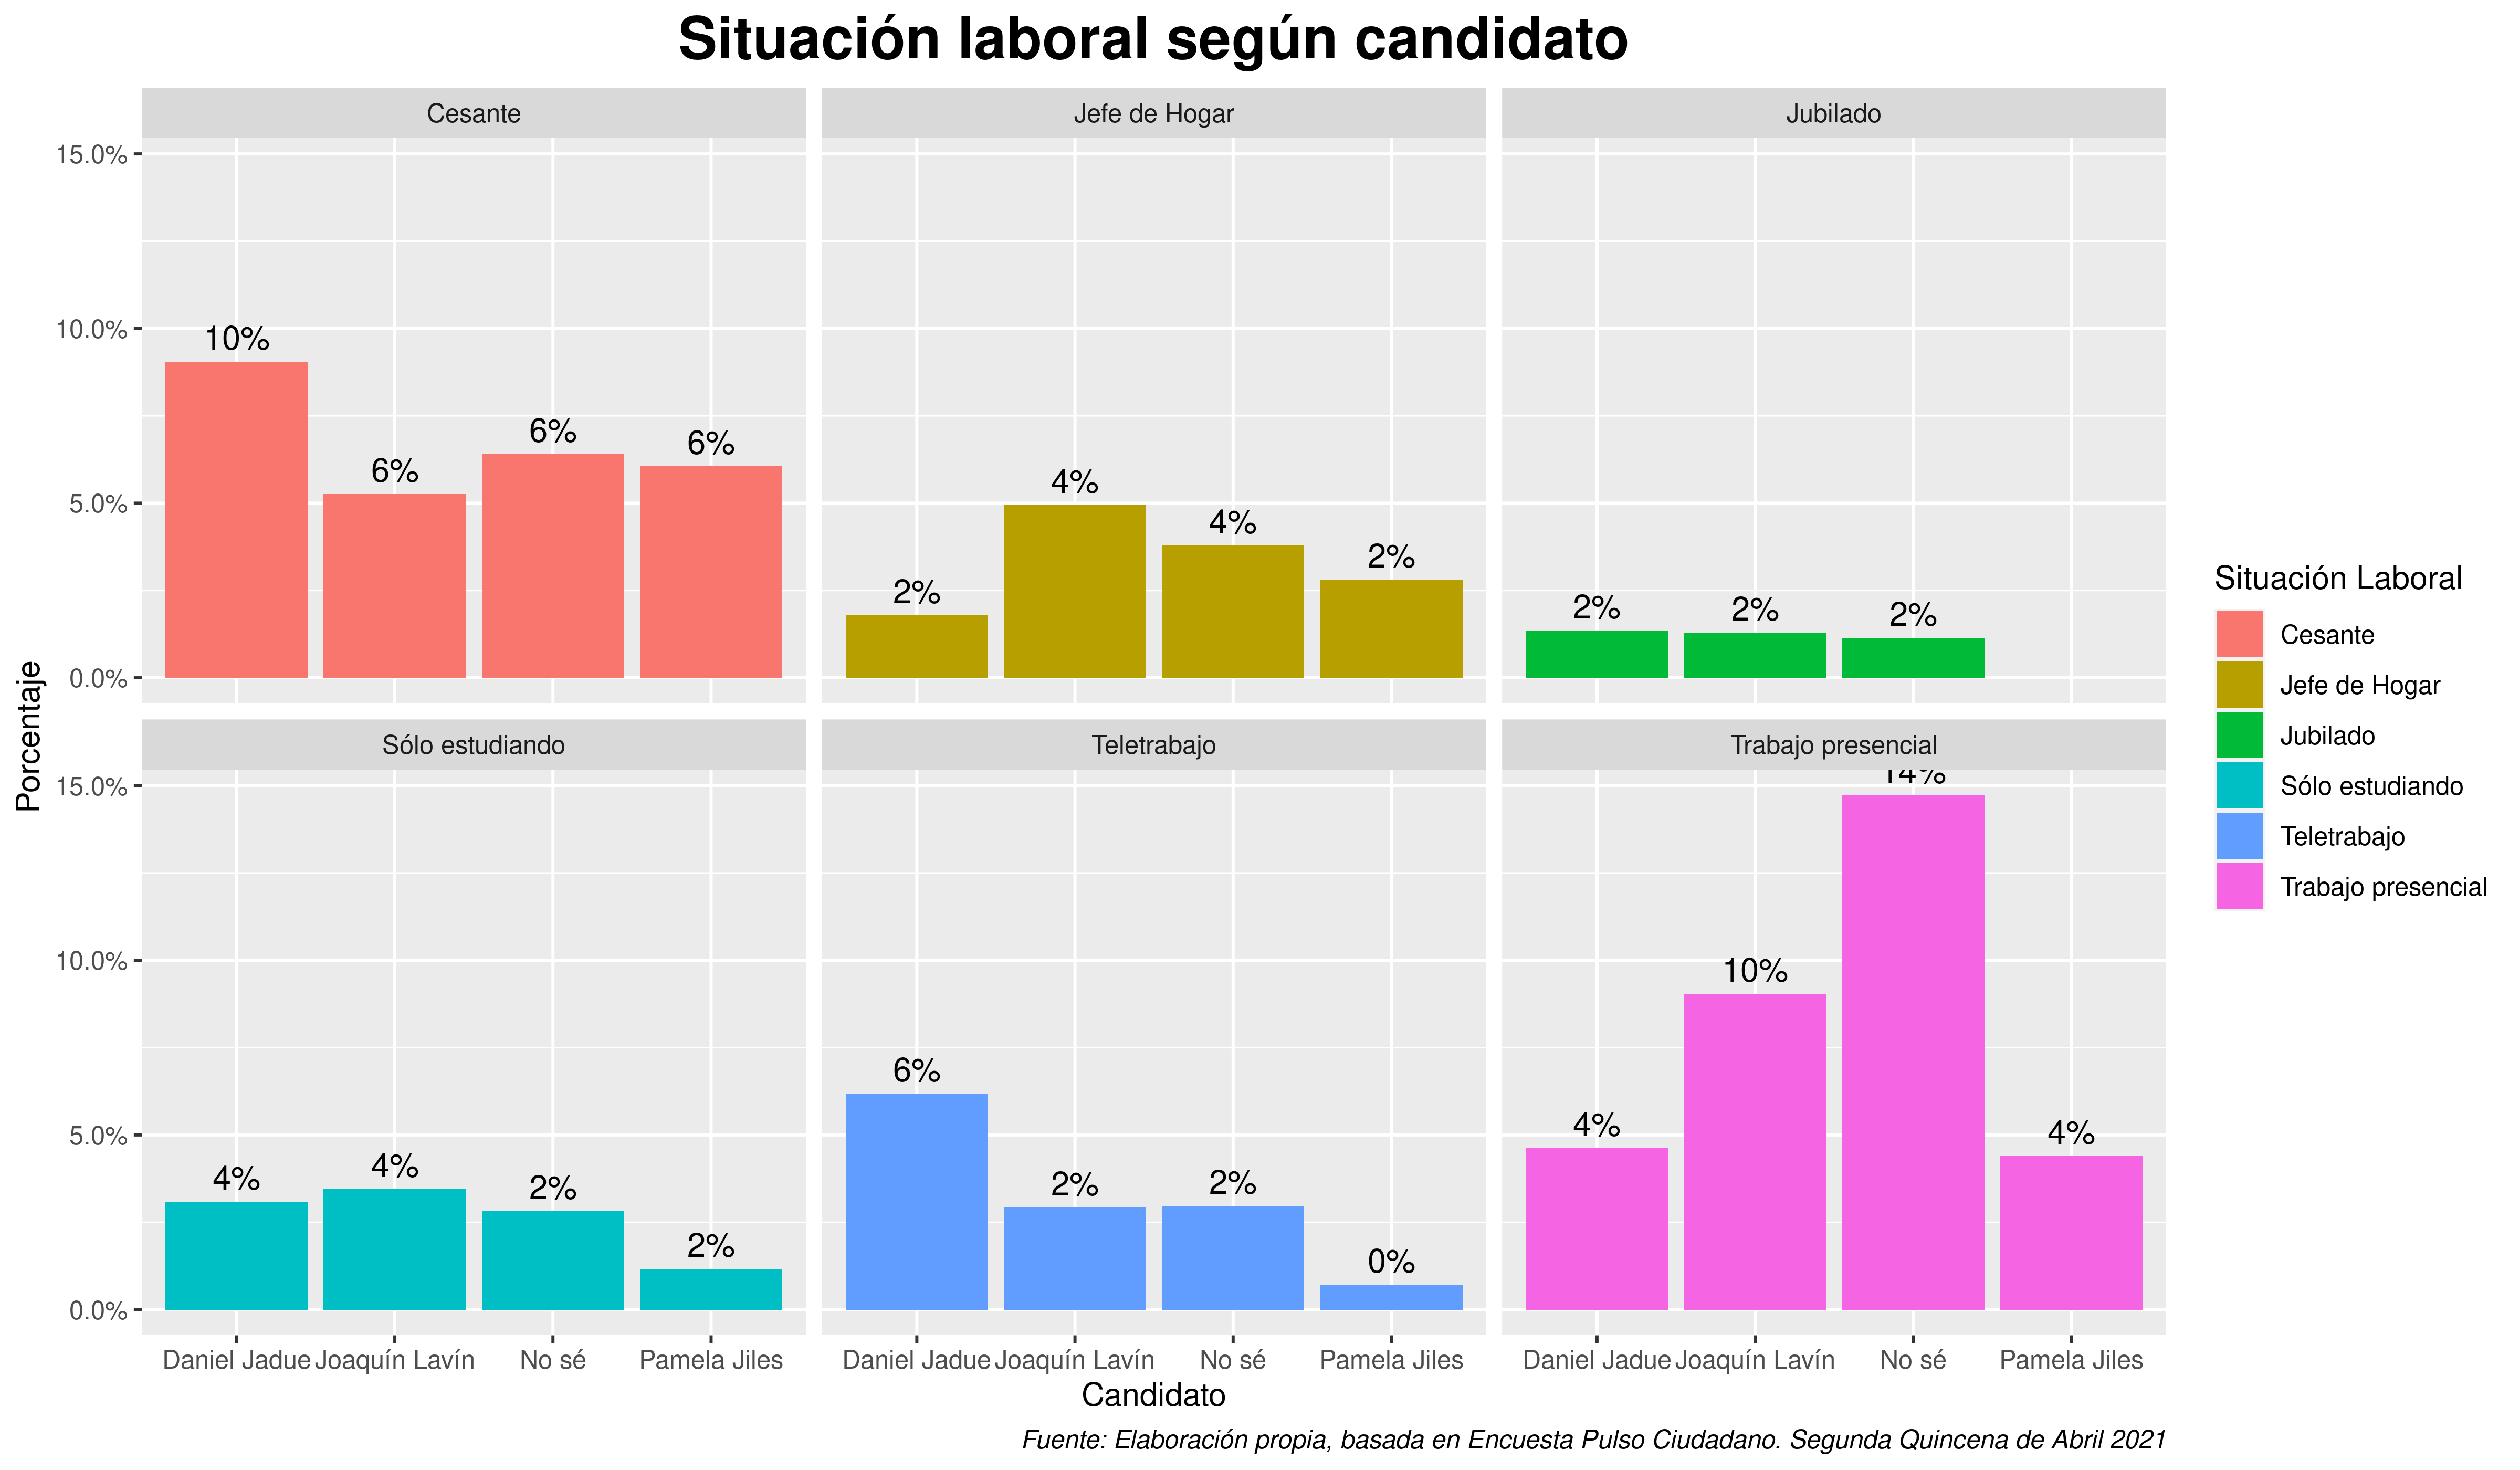 Situación laboral según candidato
Cesante
Jefe de Hogar
Jubilado
15.0%
10.0%
5.0%
0.0%
10%
6%
6%
6%
2%
4%
4%
2%
2%
2%
2%
Sólo estudiando
Teletrabajo
Trabajo presencial
15.0%
10.0%
5.0%
0.0%
4%
4%
2%
2%
6%
2%
2%
0%
4%
10%
14%
4%
Daniel Jadue Joaquín Lavín No sé Pamela Jiles
Daniel Jadue Joaquín Lavín No sé Pamela Jiles
Daniel Jadue Joaquín Lavín No sé Pamela Jiles
Porcentaje
Candidato
Situación Laboral
Cesante
Jefe de Hogar
Jubilado
Sólo estudiando
Teletrabajo
Trabajo presencial
Fuente: Elaboración propia, basada en Encuesta Pulso Ciudadano. Segunda Quincena de Abril 2021